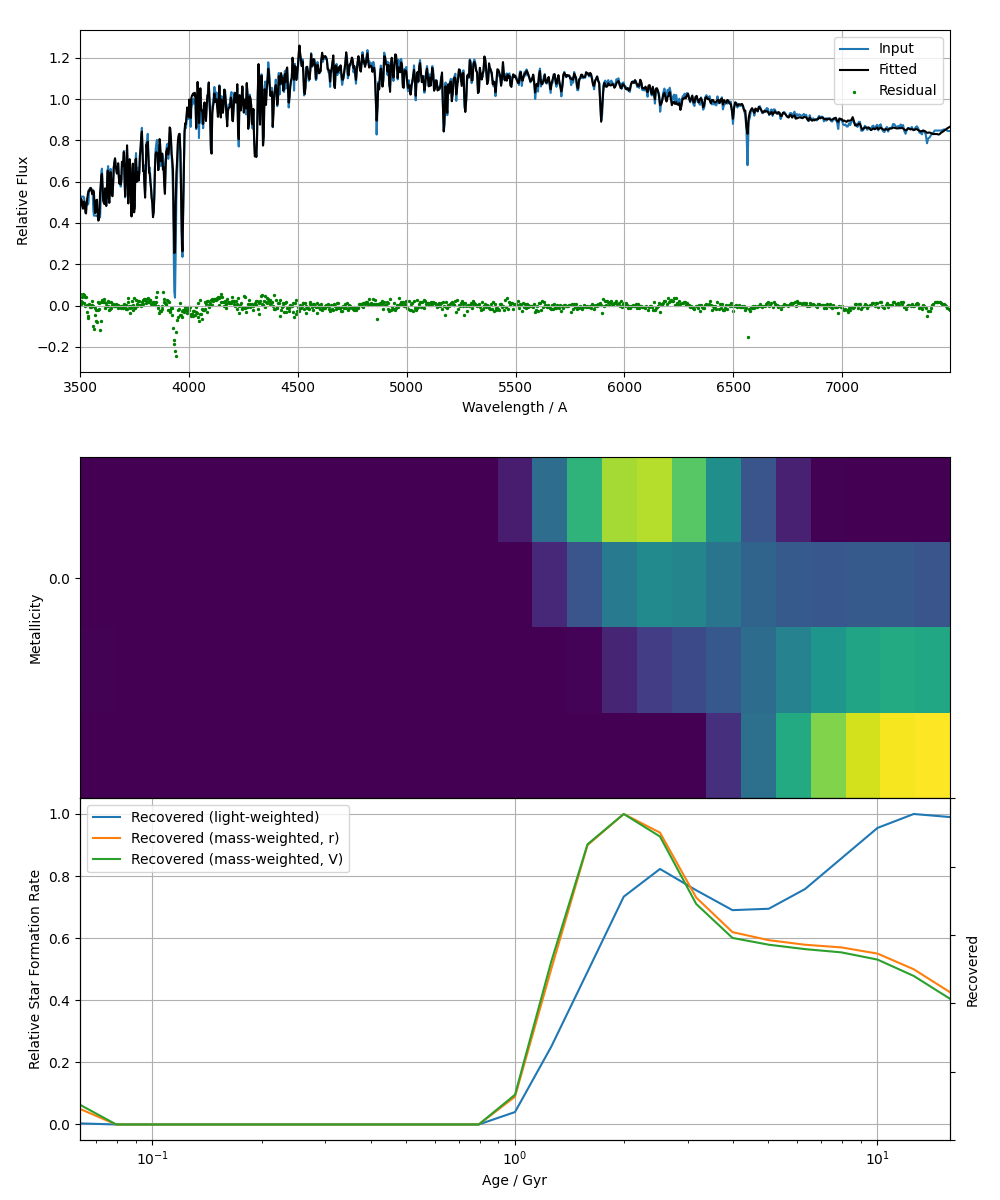 1.2
1.0
0.8
0.6
0.4
0.2
0.0
−0.2
Relative Flux
Input
Fitted
Residual
3500 4000 4500 5000 5500 6000 6500 7000
Wavelength / A
0.0
Metallicity
1.0
0.8
0.6
0.4
0.2
0.0
Relative Star Formation Rate
Recovered (light-weighted)
Recovered (mass-weighted, r)
Recovered (mass-weighted, V)
Recovered
10⁻¹ 10⁰ 10¹
Age / Gyr